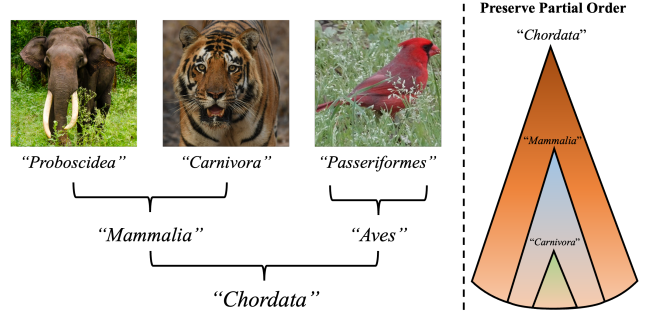 “Proboscidea”
“Carnivora”
“Passeriformes”
“Mammalia”
“Aves”
“Chordata”
Preserve Partial Order
“Chordata”
“Mammalia”
“Carnivora”